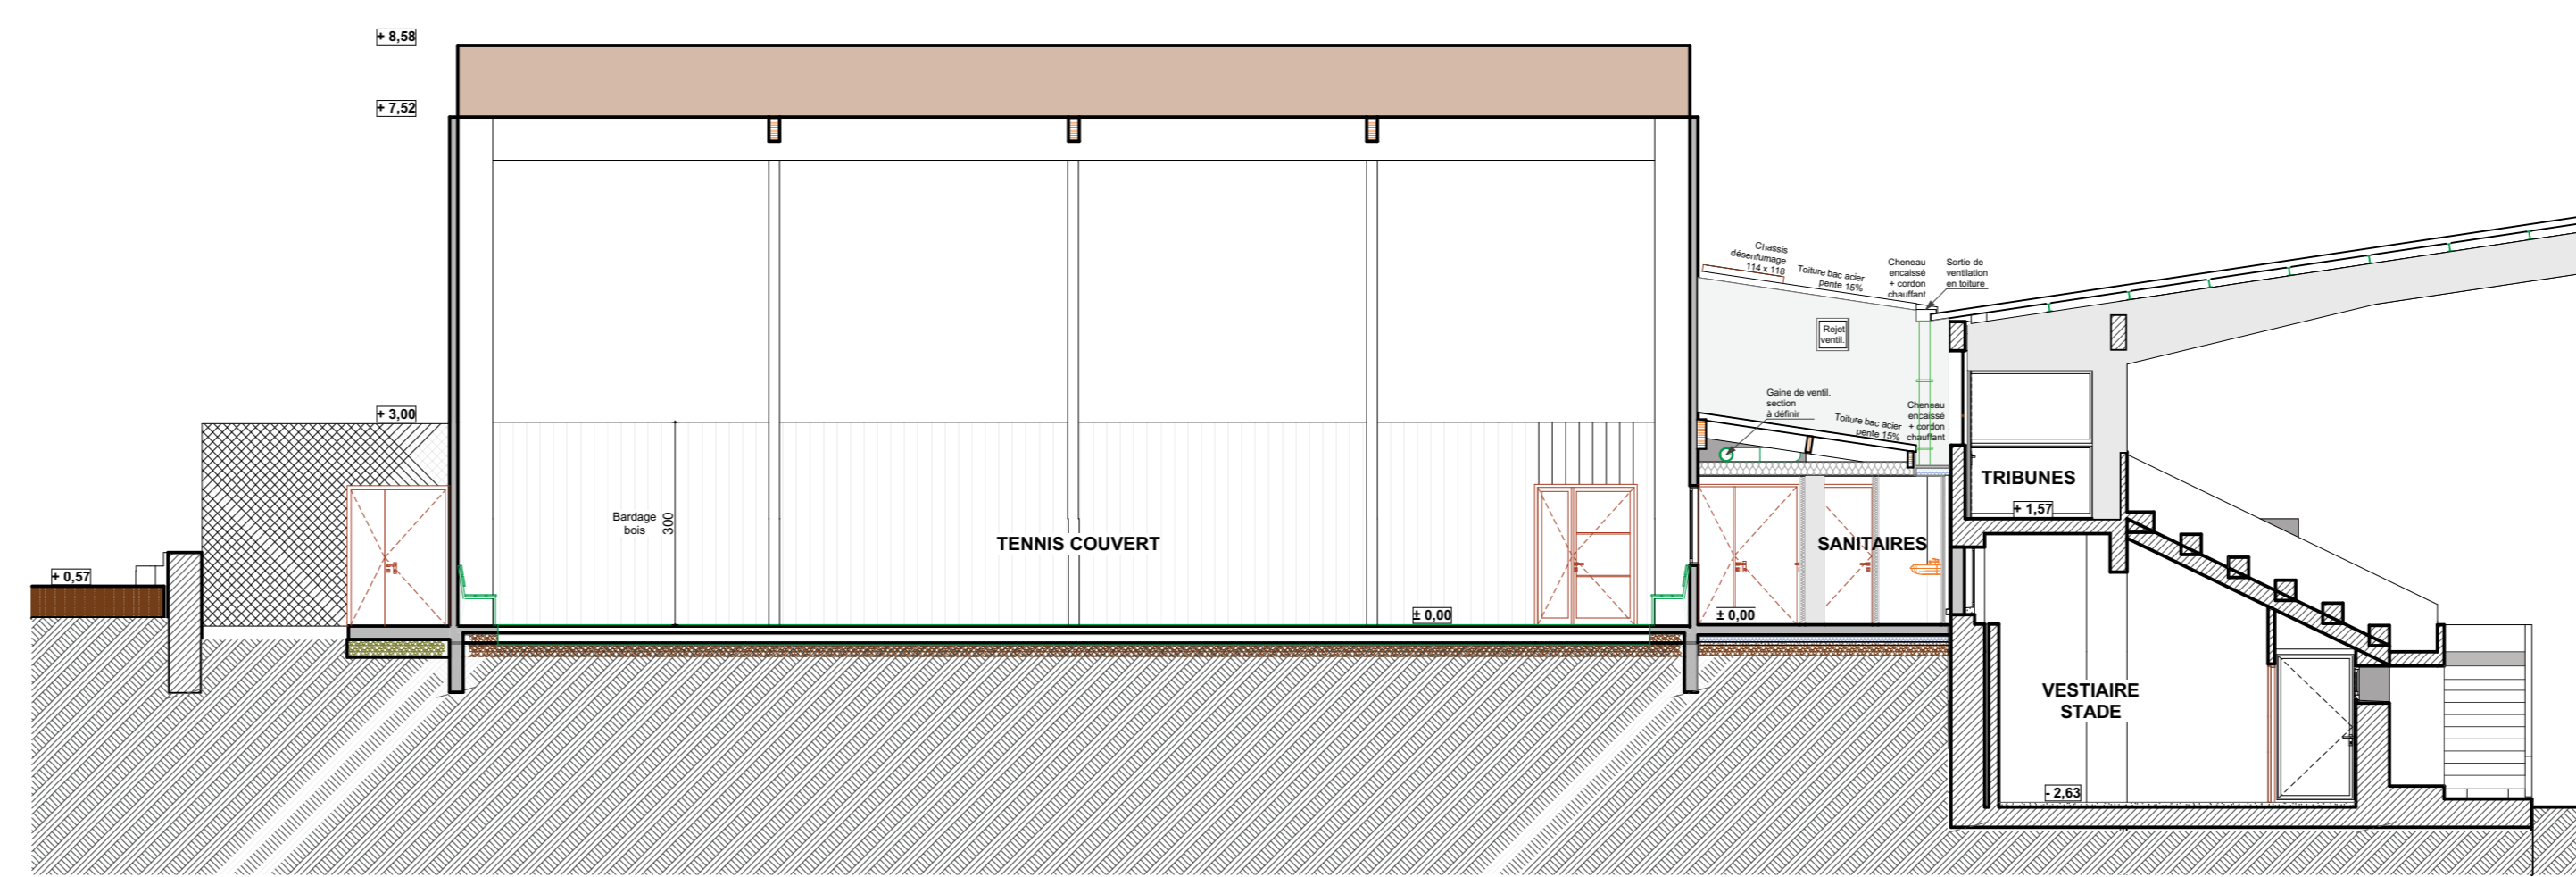 + 8,58
+ 7,52
+ 3,00
+ 0,57
Bardage
bois
300
TENNIS COUVERT
± 0,00
Chassis
désenfumage
114 x 118
Toiture bac acier
pente 15%
Cheneau
encaissé
+ cordon
chauffant
Sortie de
ventilation
en toiture
Rejet
ventil.
Gaine de ventil.
section
à définir
Toiture bac acier
pente 15%
Cheneau
encaissé
+ cordon
chauffant
SANITAIRES
± 0,00
TRIBUNES
+ 1,57
VESTIAIRE
STADE
- 2,63